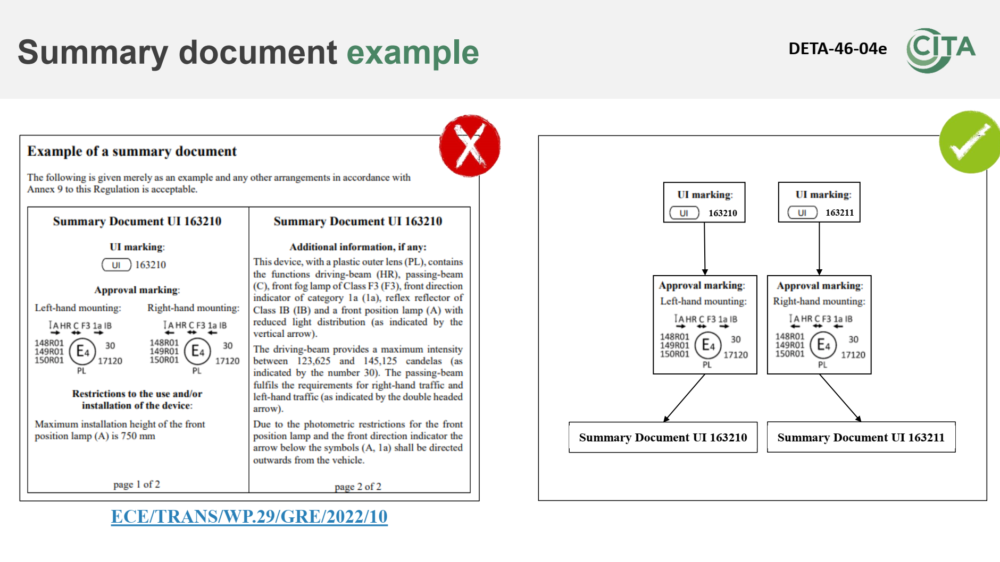 Summary document example
DETA-46-04e
CITA
Example of a summary document
The following is given merely as an example and any other arrangements in accordance with
Annex 9 to this Regulation is acceptable.
Summary Document UI 163210
UI marking:
UI 163210
Approval marking:
Left-hand mounting: Right-hand mounting:
A HR C F3 1a IB A HR C F3 1a IB
148R01
149R01
150R01
E4
30
17120
PL
148R01
149R01
150R01
E4
30
17120
PL
Restrictions to the use and/or
installation of the device:
Maximum installation height of the front
position lamp (A) is 750 mm
page 1 of 2
Summary Document UI 163210
Additional information, if any:
This device, with a plastic outer lens (PL), contains
the functions driving-beam (HR), passing-beam
(C), front fog lamp of Class F3 (F3), front direction
indicator of category 1a (1a), reflex reflector of
Class IB (IB) and a front position lamp (A) with
reduced light distribution (as indicated by the
vertical arrow).
The driving-beam provides a maximum intensity
between 123,625 and 145,125 candelas (as
indicated by the number 30). The passing-beam
fulfils the requirements for right-hand traffic and
left-hand traffic (as indicated by the double headed
arrow).
Due to the photometric restrictions for the front
position lamp and the front direction indicator the
arrow below the symbols (A, 1a) shall be directed
outwards from the vehicle.
page 2 of 2
ECE/TRANS/WP.29/GRE/2022/10
UI marking:
UI 163210
UI marking:
UI 163211
Approval marking:
Left-hand mounting:
A HR C F3 1a IB
148R01
149R01
150R01
E4
30
17120
PL
Approval marking:
Right-hand mounting:
A HR C F3 1a IB
148R01
149R01
150R01
E4
30
17120
PL
Summary Document UI 163210
Summary Document UI 163211